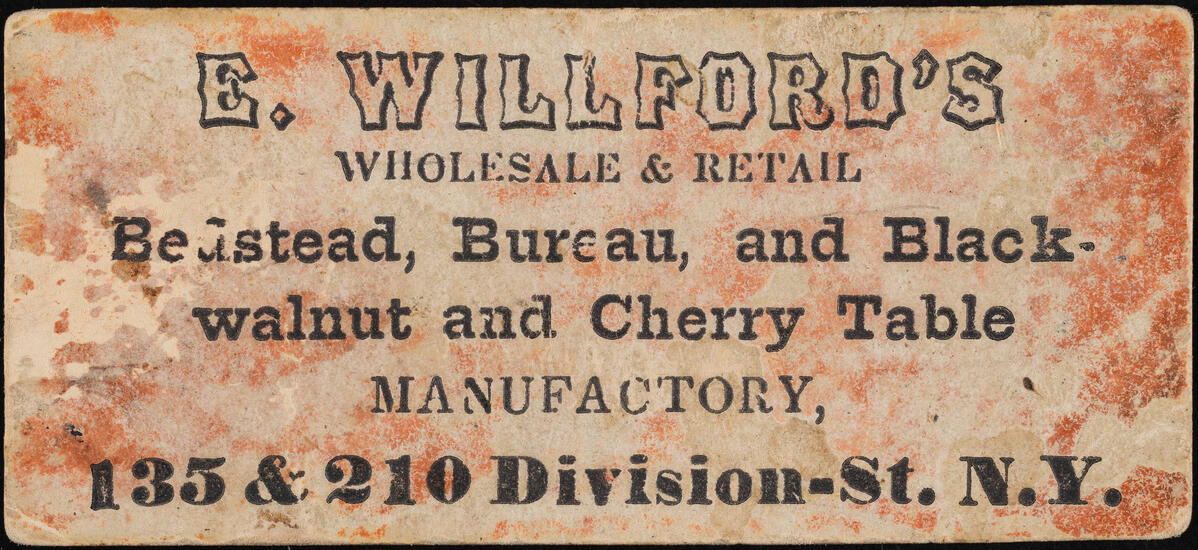 E. WILLFORD'S
WHOLESALE & RETAIL
Bedstead, Bureau, and Black-
walnut and Cherry Table
MANUFACTORY,
135 & 210 Division-St. N.Y.